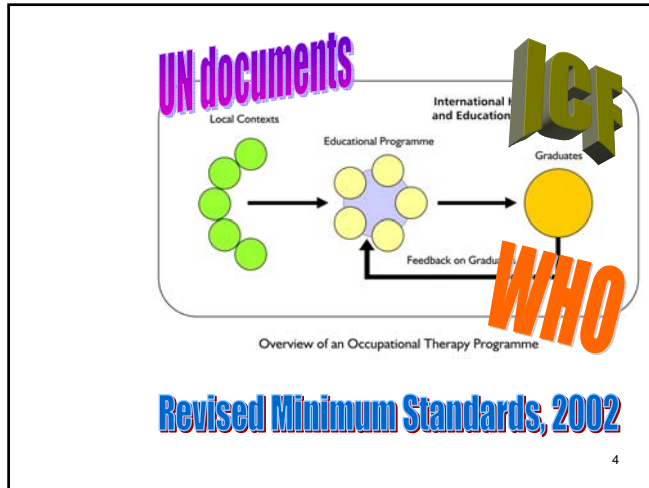 UN documents
ICF
International
and Education
Local Contexts
Educational Programme
Graduates
Feedback on
WHO
Overview of an Occupational Therapy Programme
Revised Minimum Standards, 2002
4